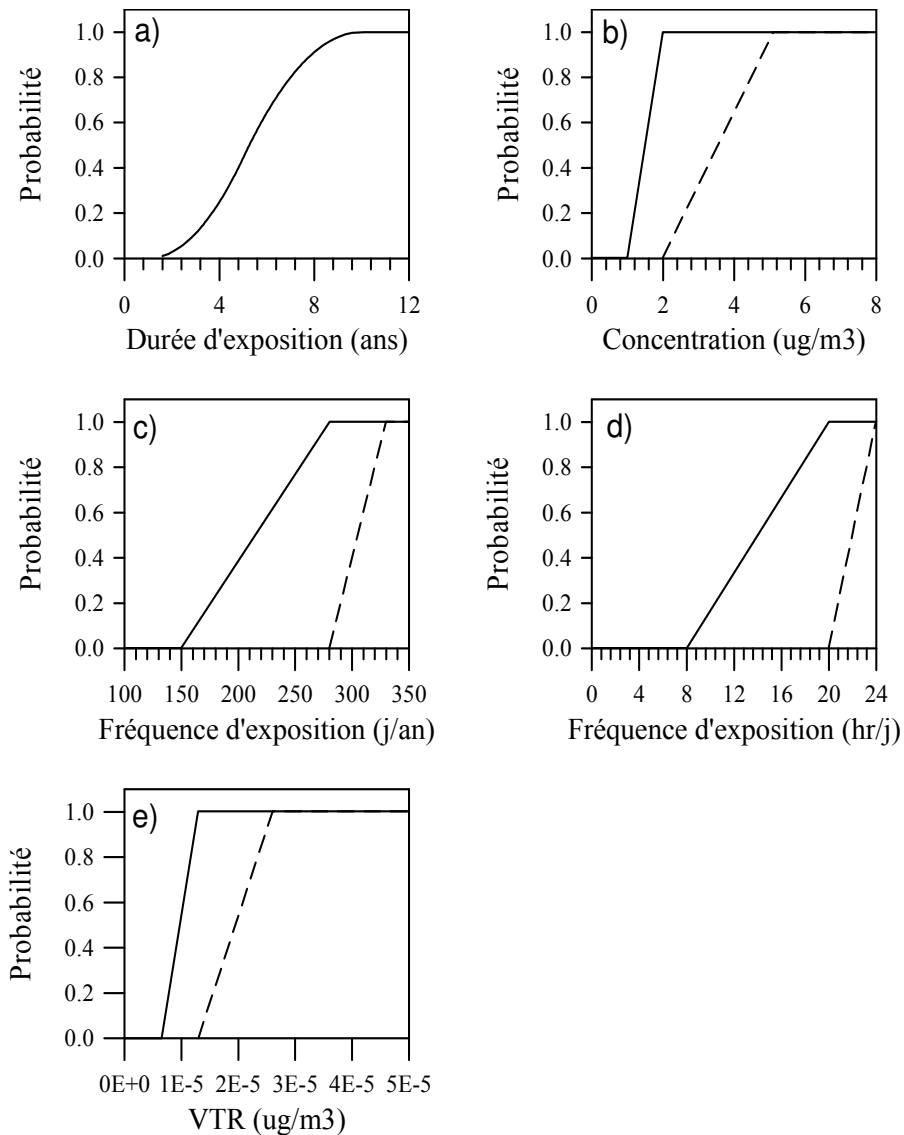 a)
Probabilité
1.0
0.8
0.6
0.4
0.2
0.0
0 4 8 12
Durée d'exposition (ans)
b)
Probabilité
1.0
0.8
0.6
0.4
0.2
0.0
0 2 4 6 8
Concentration (ug/m3)
c)
Probabilité
1.0
0.8
0.6
0.4
0.2
0.0
100 150 200 250 300 350
Fréquence d'exposition (j/an)
d)
Probabilité
1.0
0.8
0.6
0.4
0.2
0.0
0 4 8 12 16 20 24
Fréquence d'exposition (hr/j)
e)
Probabilité
1.0
0.8
0.6
0.4
0.2
0.0
0E+0 1E-5 2E-5 3E-5 4E-5 5E-5
VTR (ug/m3)